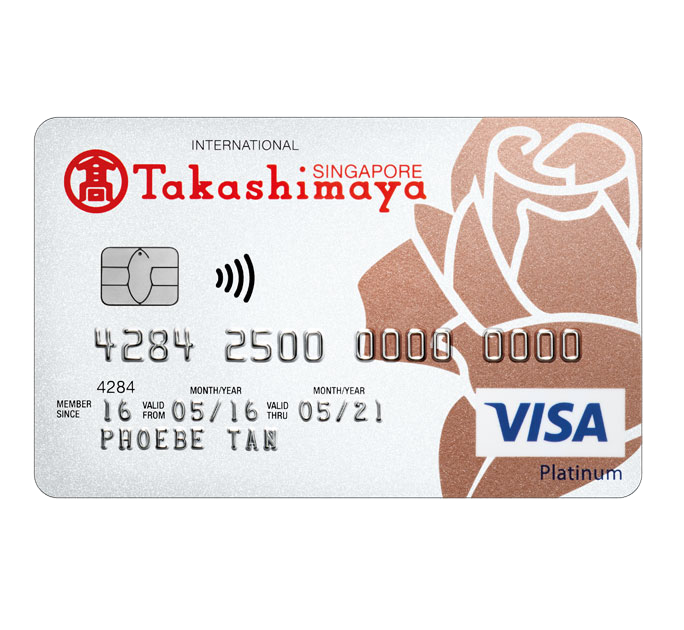 INTERNATIONAL
高 Takashimaya
SINGAPORE
4284 2500 0000 0000
4284
MONTH/YEAR MONTH/YEAR
MEMBER SINCE 16 VALID FROM 05/16 VALID THRU 05/21
PHOEBE TAN
VISA
Platinum